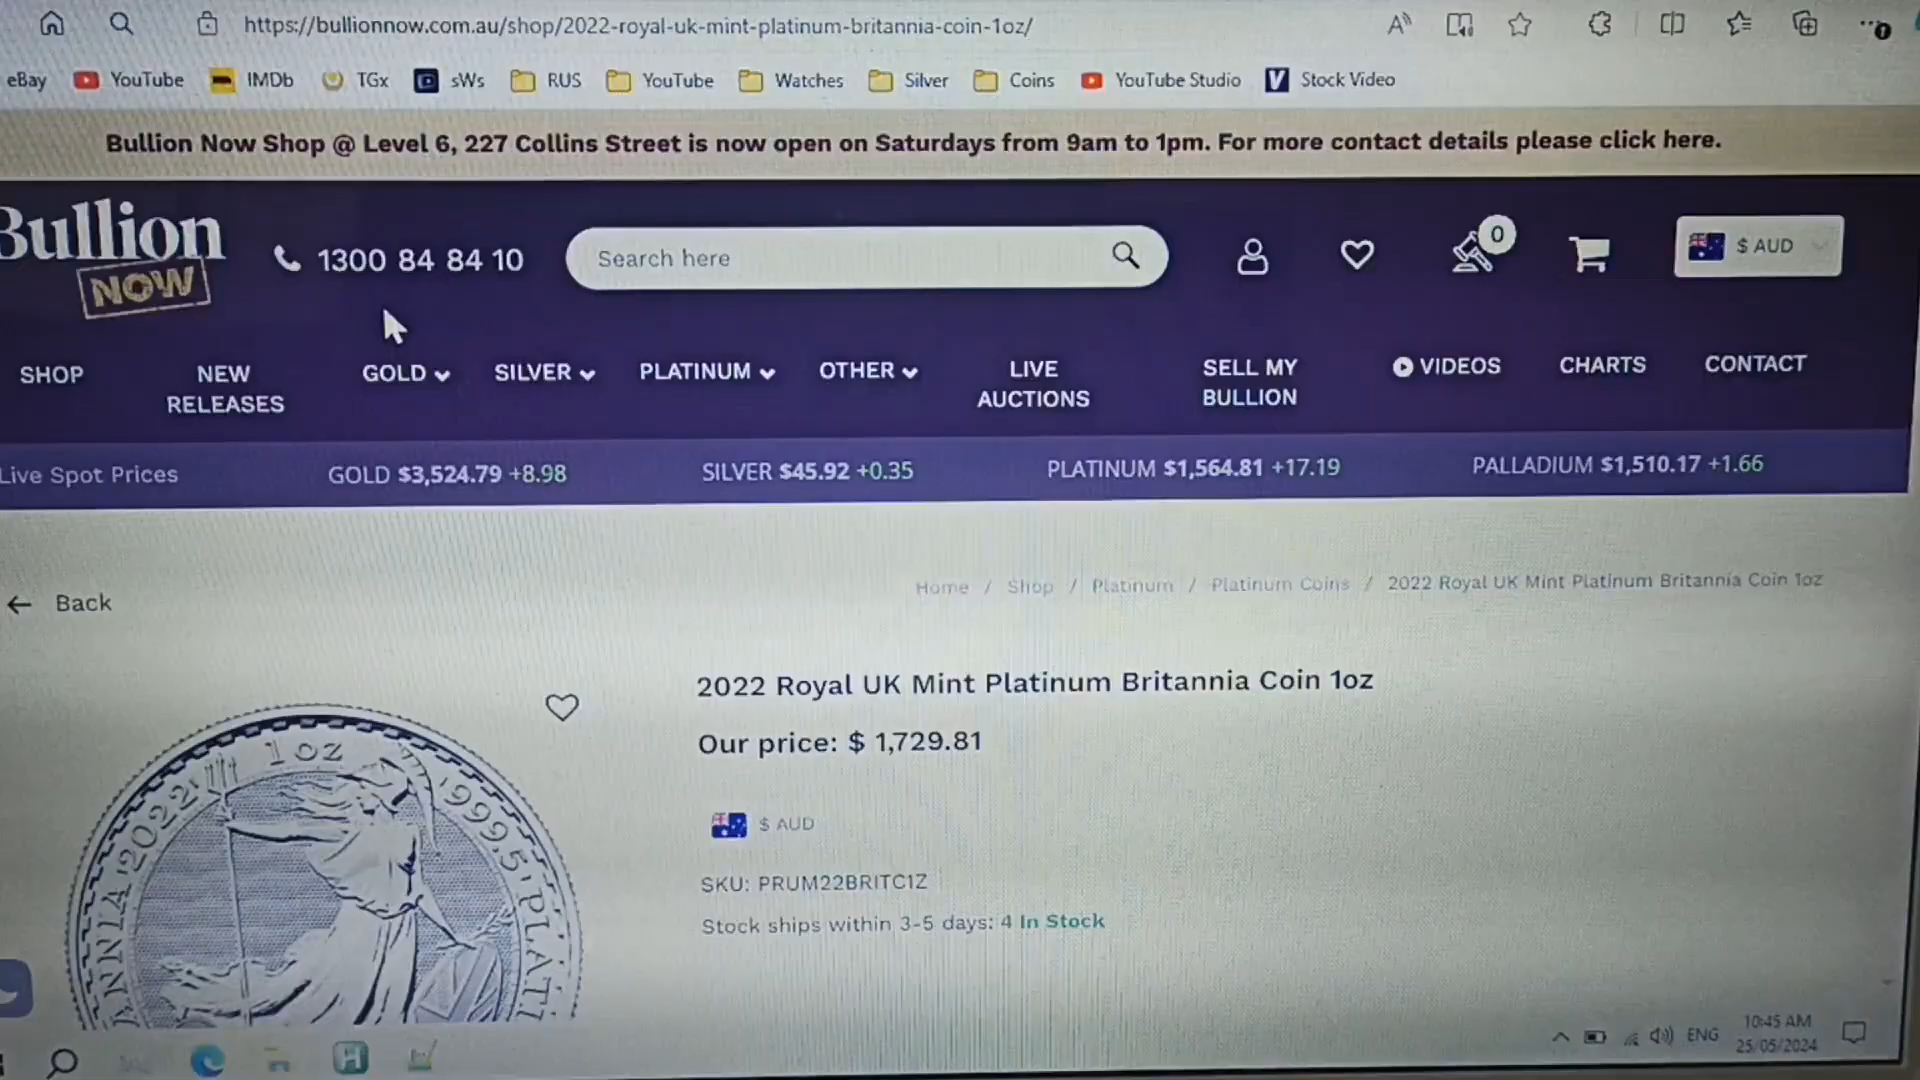 https://bullionnow.com.au/shop/2022-royal-uk-mint-platinum-britannia-coin-1oz/
eBay YouTube IMDb TGx sWs RUS YouTube Watches Silver Coins YouTube Studio Stock Video
Bullion Now Shop @ Level 6, 227 Collins Street is now open on Saturdays from 9am to 1pm. For more contact details please click here.
Bullion
NOW
1300 84 84 10
Search here
0
$ AUD
SHOP
NEW
RELEASES
GOLD
SILVER
PLATINUM
OTHER
LIVE
AUCTIONS
SELL MY
BULLION
VIDEOS
CHARTS
CONTACT
Live Spot Prices GOLD $3,524.79 +8.98 SILVER $45.92 +0.35 PLATINUM $1,564.81 +17.19 PALLADIUM $1,510.17 +1.66
Home / Shop / Platinum / Platinum Coins / 2022 Royal UK Mint Platinum Britannia Coin 1oz
Back
2022 Royal UK Mint Platinum Britannia Coin 1oz
Our price: $ 1,729.81
$ AUD
SKU: PRUM22BRITC1Z
Stock ships within 3-5 days: 4 In Stock
ANNIA 2022 1 OZ 999.5 PLATI
ENG
10:45 AM
25/05/2024